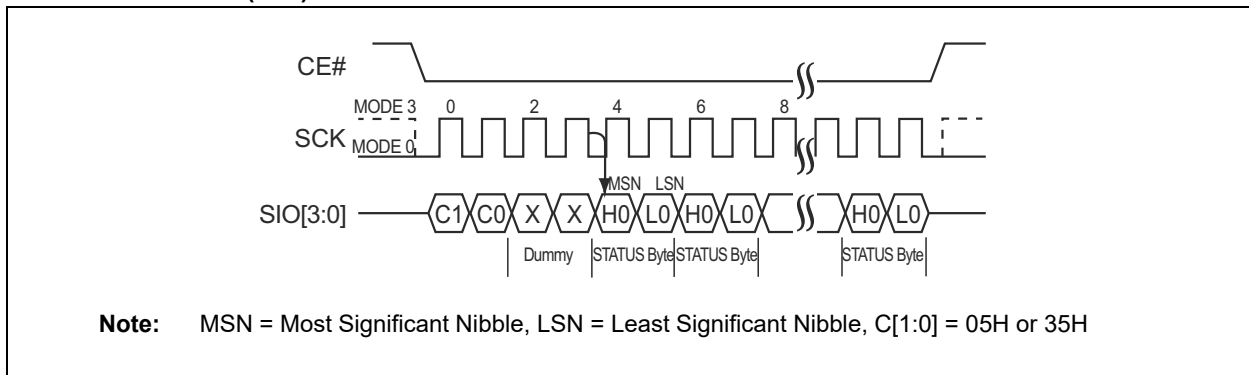 CE#
MODE 3 0 2 4 6 8
SCK MODE 0
MSN LSN
SIO[3:0] C1 C0 X X H0 L0 H0 L0 H0 L0
Dummy STATUS Byte STATUS Byte STATUS Byte
Note: MSN = Most Significant Nibble, LSN = Least Significant Nibble, C[1:0] = 05H or 35H